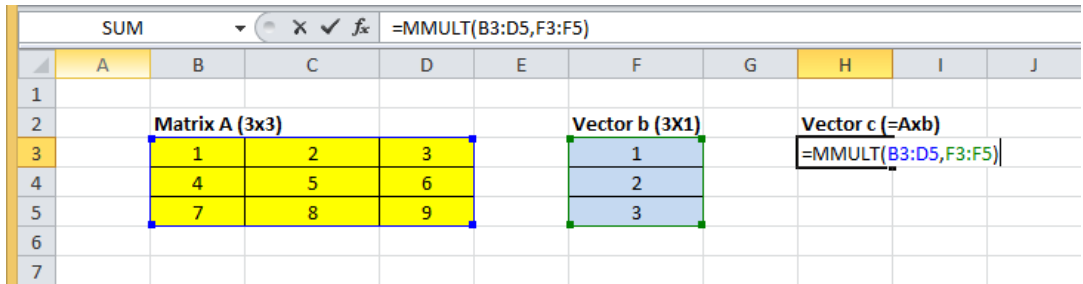 SUM fx =MMULT(B3:D5,F3:F5)
A B C D E F G H I J
1
2 Matrix A (3x3) Vector b (3X1) Vector c (=Axb)
3 1 2 3 1 =MMULT(B3:D5,F3:F5)
4 4 5 6 2
5 7 8 9 3
6
7